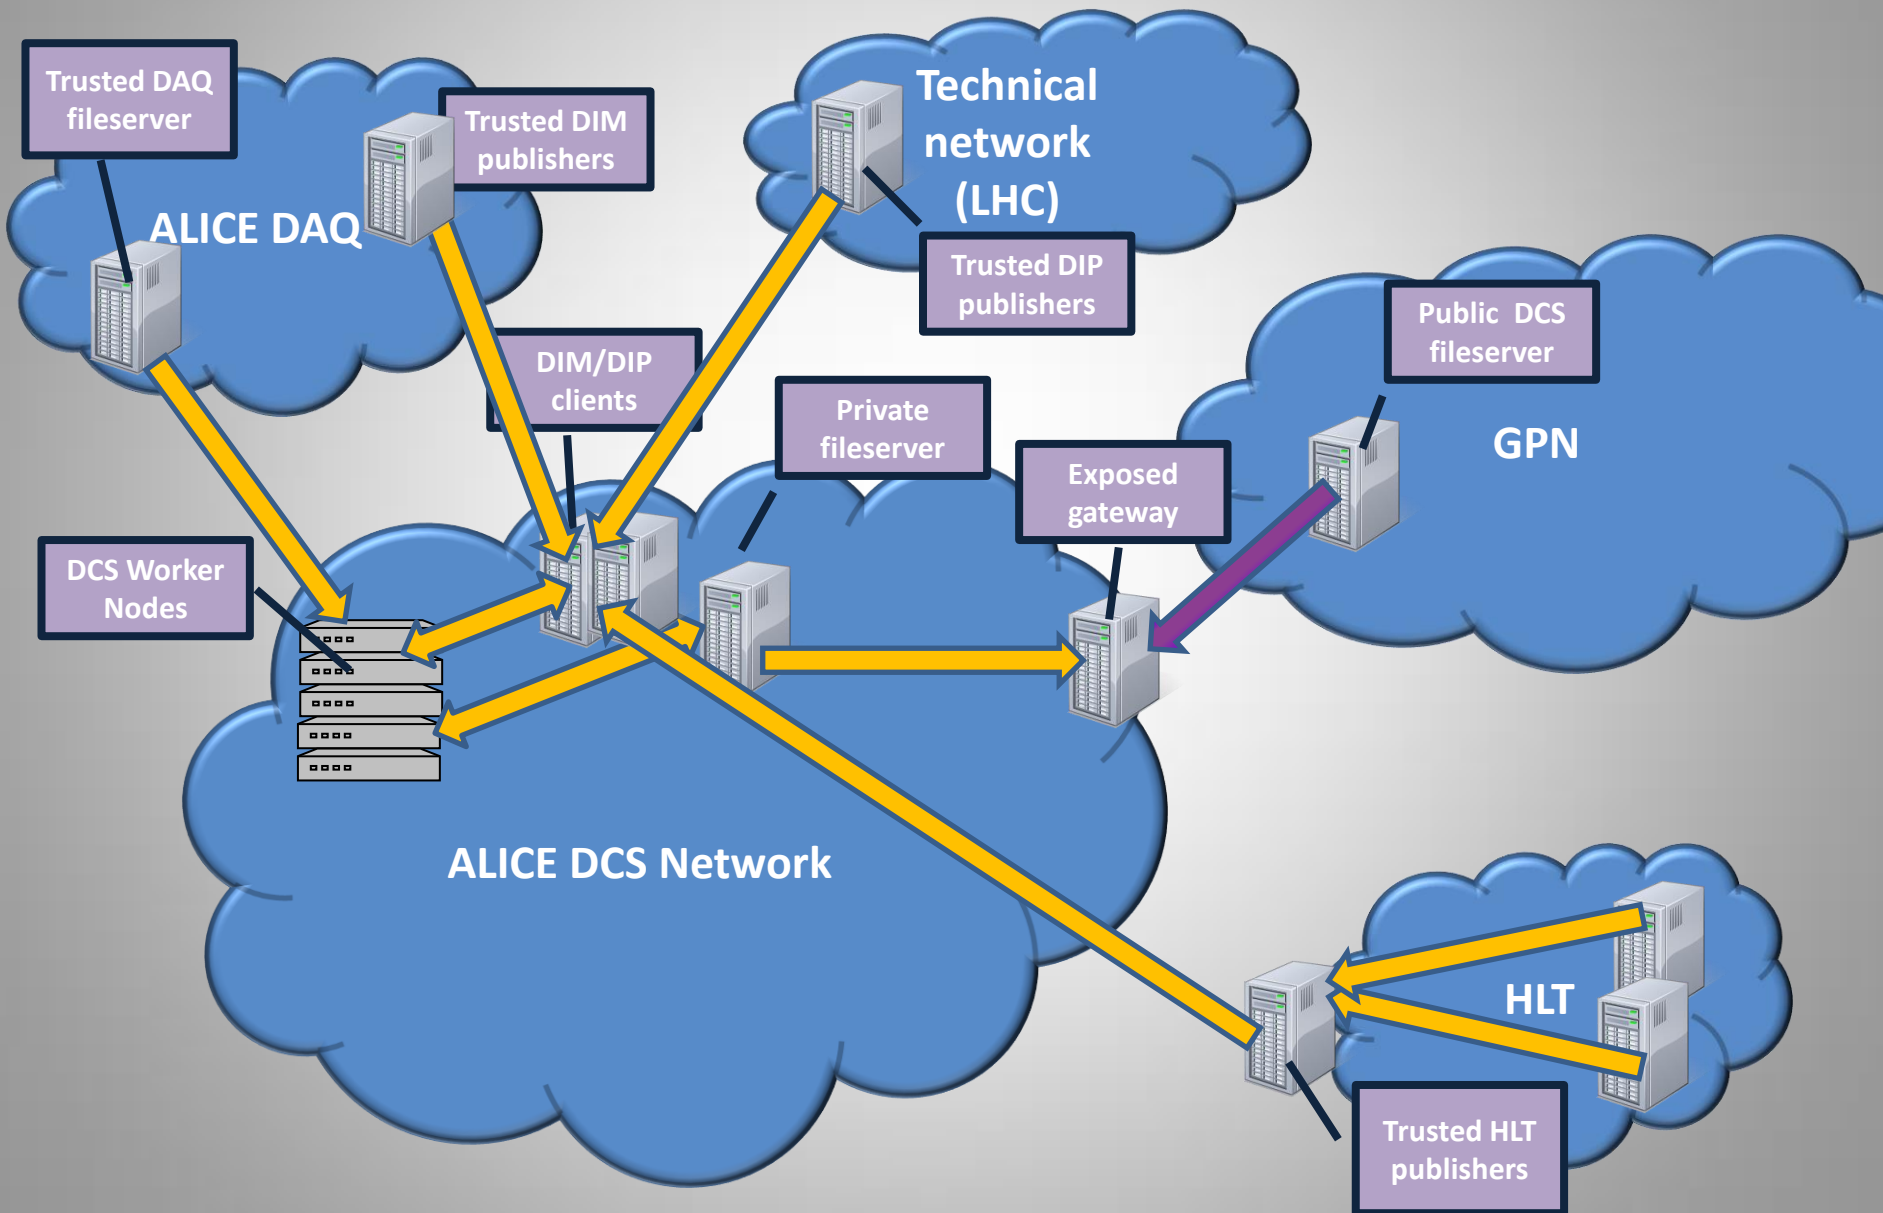 Trusted DAQ
fileserver
Trusted DIM
publishers
Technical
network
(LHC)
ALICE DAQ
Trusted DIP
publishers
Public  DCS
fileserver
DIM/DIP
clients
Private
fileserver
GPN
Exposed
gateway
DCS Worker
Nodes
ALICE DCS Network
HLT
Trusted HLT
publishers